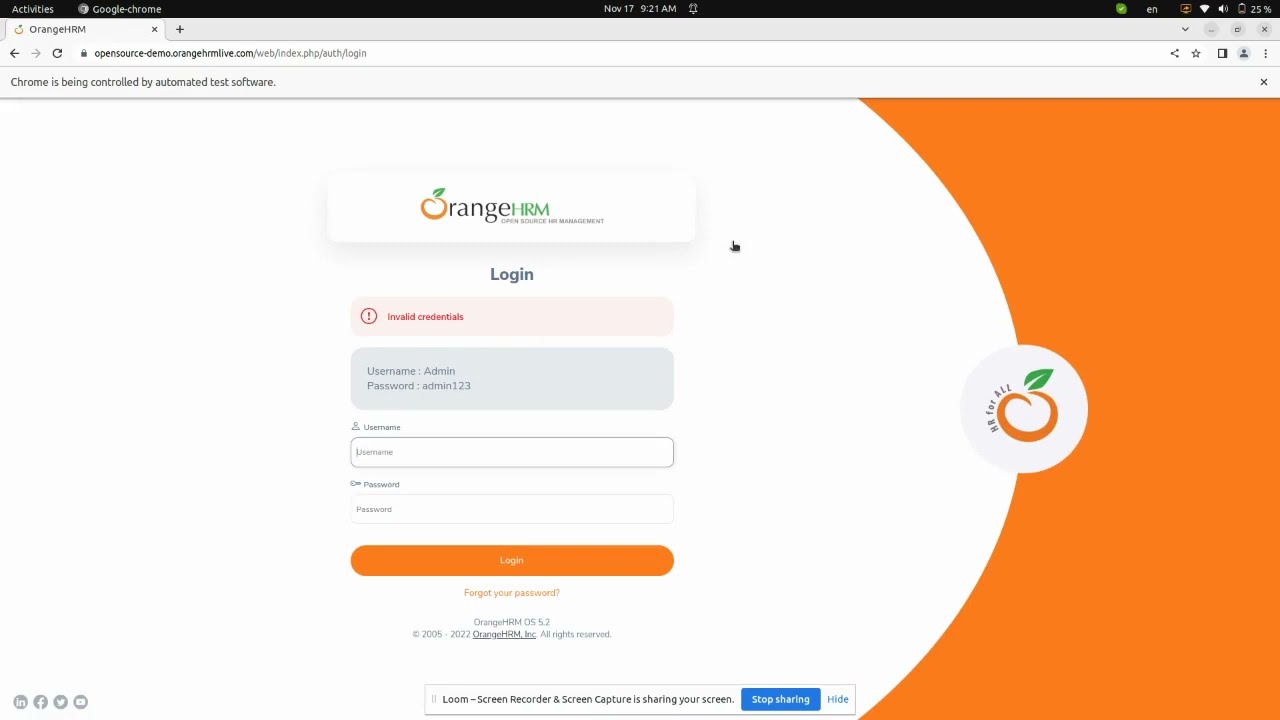 Activities Google-chrome Nov 17 9:21 AM en 25 %
OrangeHRM
opensource-demo.orangehrmlive.com/web/index.php/auth/login
Chrome is being controlled by automated test software.
OrangeHRM
OPEN SOURCE HR MANAGEMENT
Login
Invalid credentials
Username : Admin
Password : admin123
Username
Username
Password
Password
Login
Forgot your password?
OrangeHRM OS 5.2
© 2005 - 2022 OrangeHRM, Inc. All rights reserved.
HR for ALL
Loom – Screen Recorder & Screen Capture is sharing your screen. Stop sharing Hide